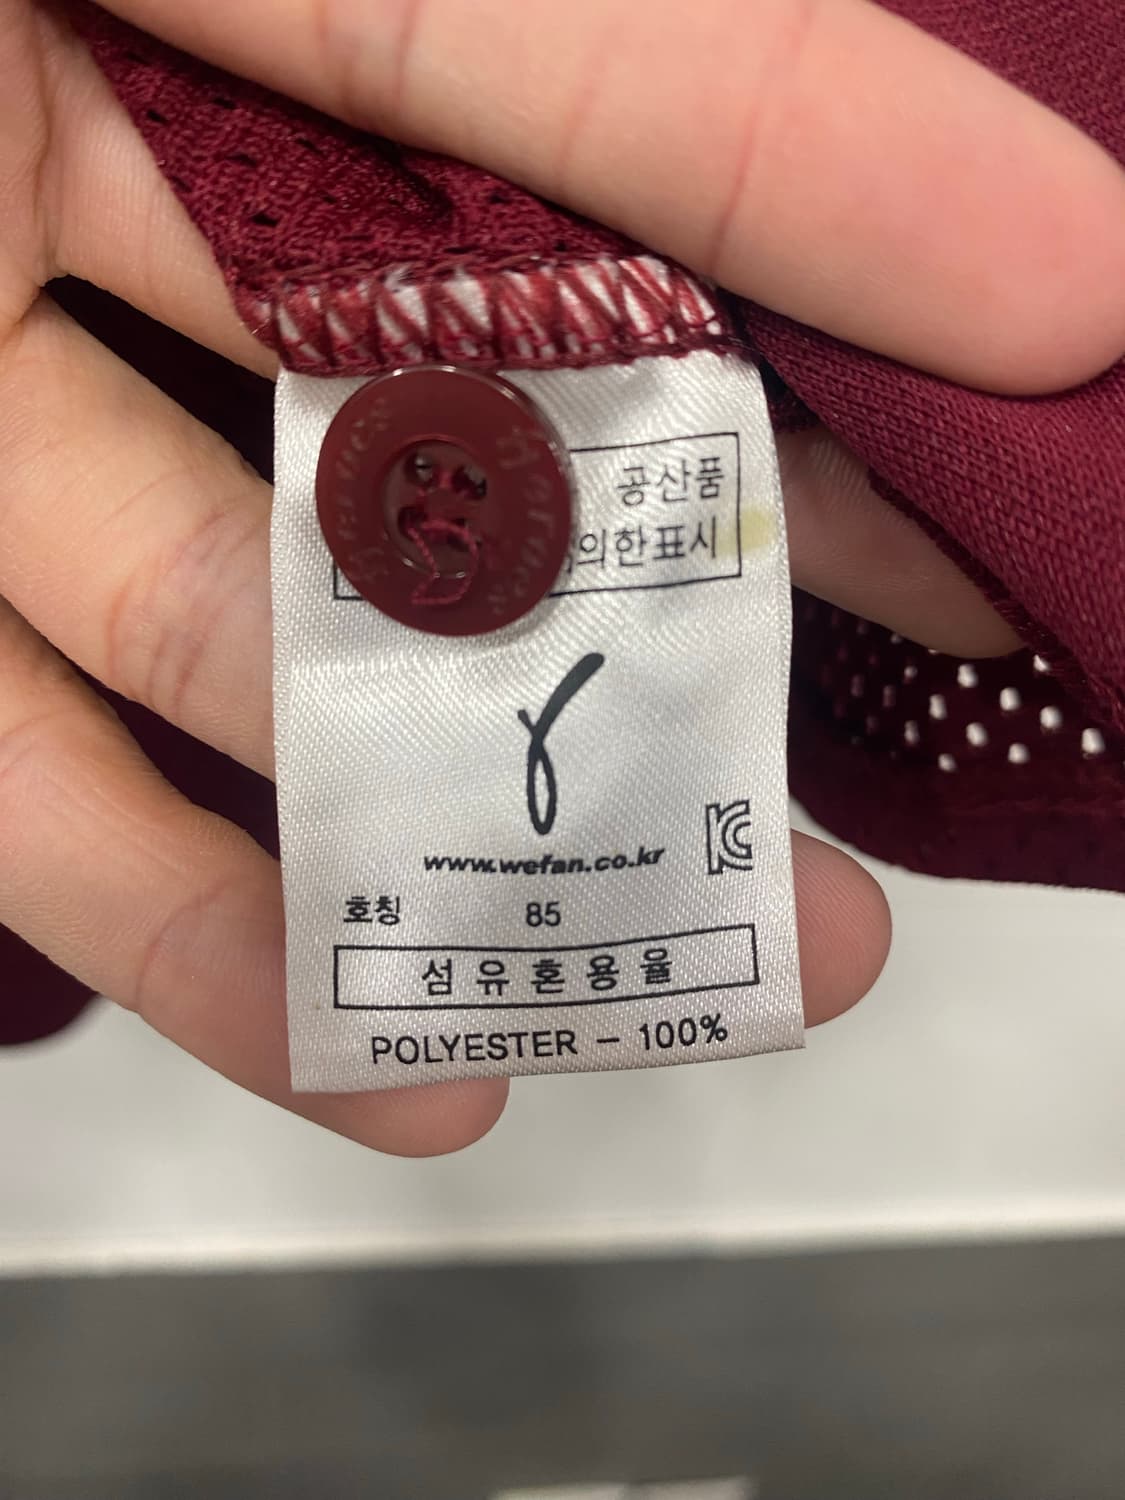 공산품
의한표시
www.wefan.co.kr
호칭 85
섬유혼용율
POLYESTER - 100%